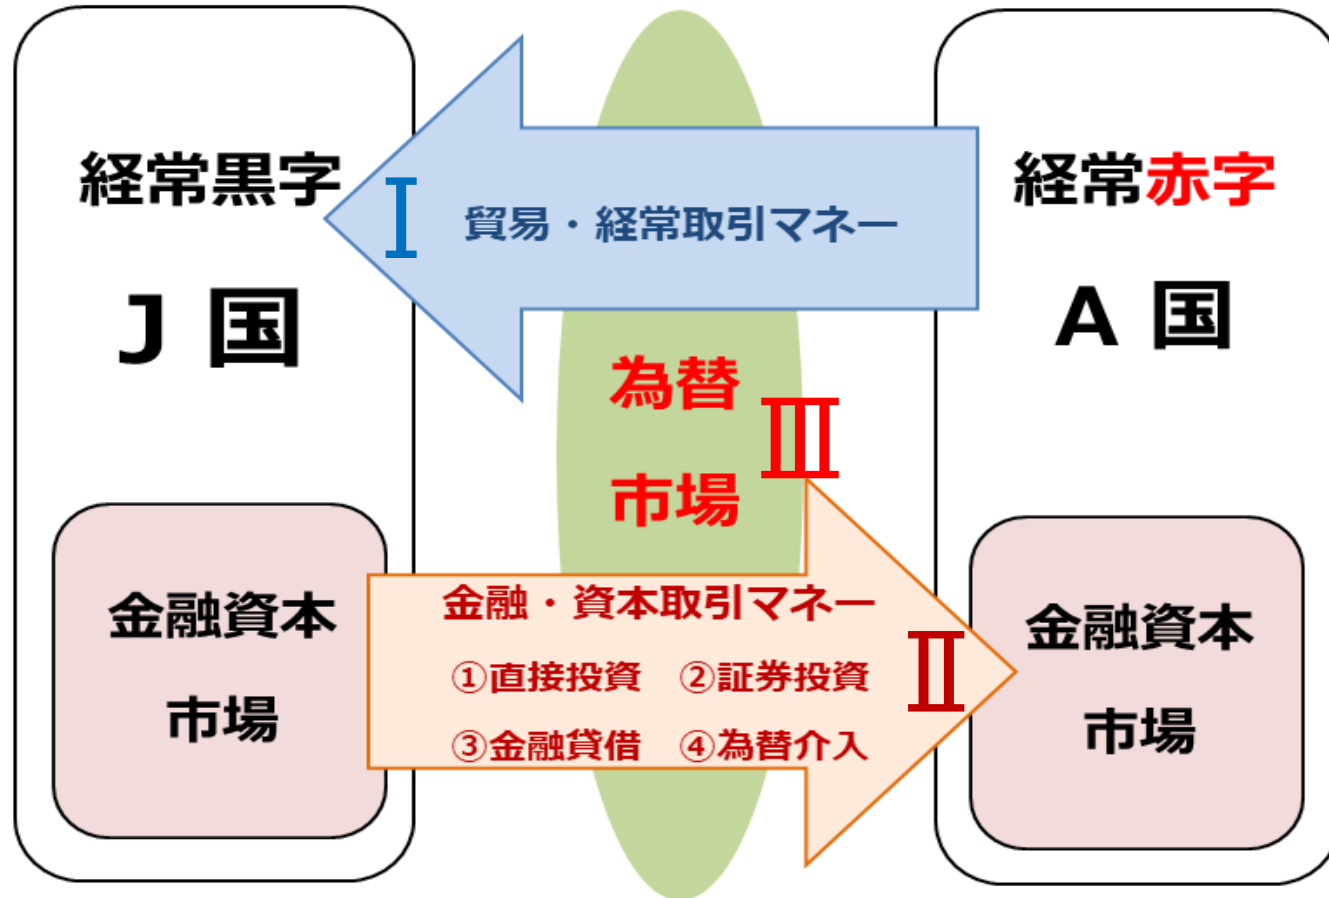 経常黒字
J 国
金融資本
市場
Ⅰ
貿易・経常取引マネー
為替
市場
Ⅲ
金融・資本取引マネー
①直接投資 ②証券投資
③金融貸借 ④為替介入
Ⅱ
経常赤字
A 国
金融資本
市場